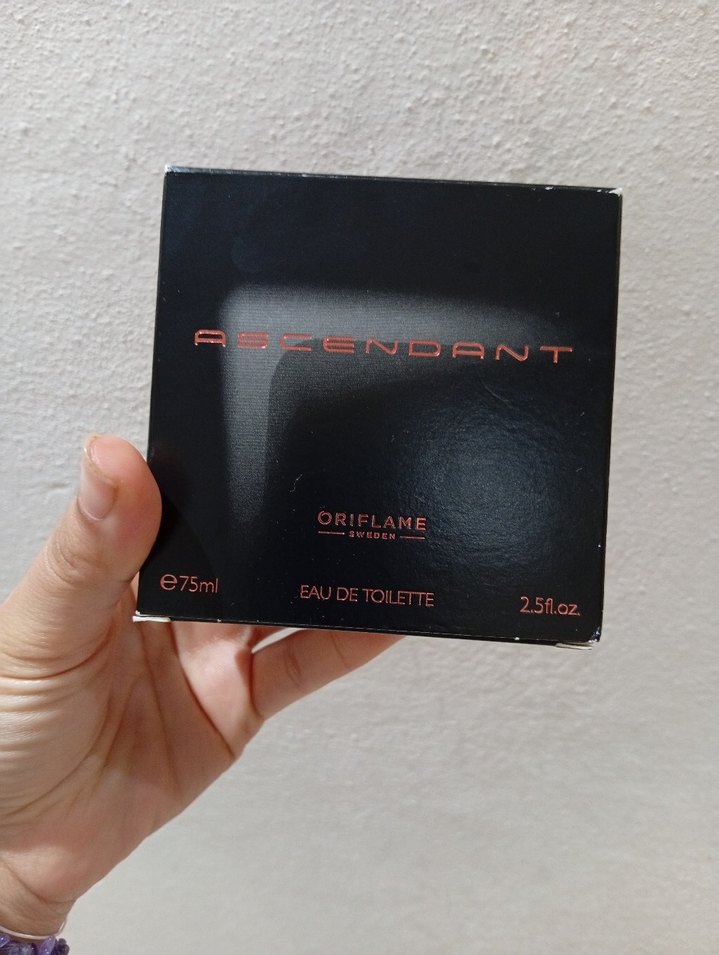 ASCENDANT
ORIFLAME
SWEDEN
℮75ml
EAU DE TOILETTE
2.5fl.oz.